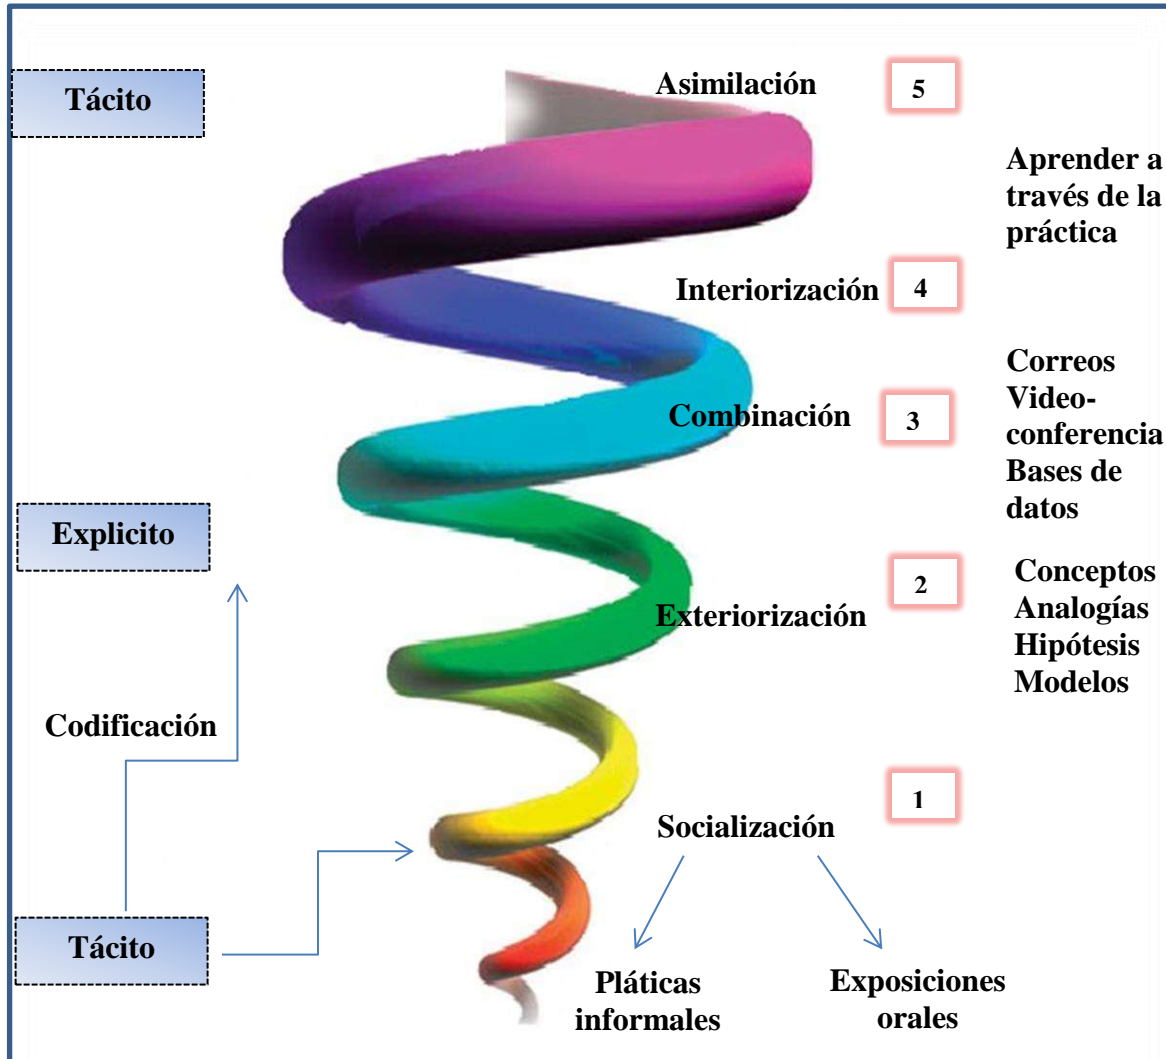 Tácito
Asimilación
5
Aprender a
través de la
práctica
Interiorización
4
Correos
Video-
conferencia
Bases de
datos
Combinación
3
Explicito
Exteriorización
2
Conceptos
Analogías
Hipótesis
Modelos
Codificación
Socialización
1
Tácito
Pláticas
informales
Exposiciones
orales